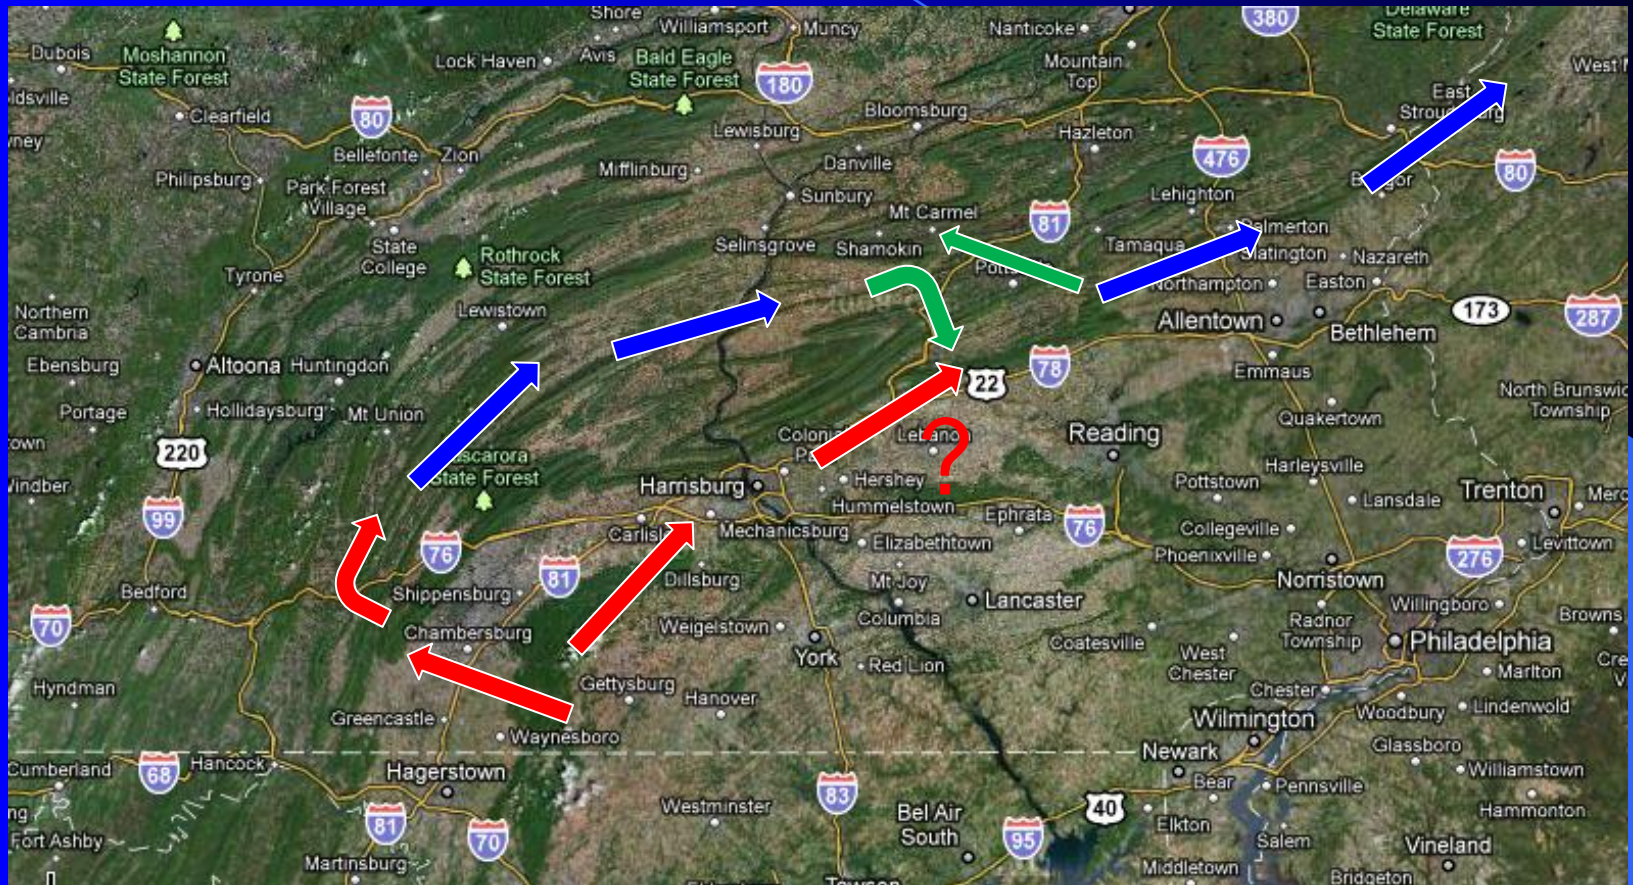 Shore
Williamsport
Muncy
Nanticoke
380
Delaware
State Forest
Dubois
Moshannon
State Forest
Lock Haven
Avis
Bald Eagle
State Forest
180
Mountain
Top
West
East
Clearfield
80
Bellefonte
Zion
Lewisburg
Bloomsburg
Danville
Hazleton
476
80
Philipsburg
Park Forest
Village
Mifflinburg
Sunbury
Mt Carmel
81
Lehighton
State
College
Rothrock
State Forest
Selinsgrove
Shamokin
Tamaqua
Nazareth
Tyrone
Lewistown
Easton
Northern
Cambria
Allentown
Bethlehem
173
287
Ebensburg
Altoona
Huntingdon
22
78
Emmaus
North Brunswic
Township
Portage
Hollidaysburg
Mt Union
Quakertown
220
Lebanon
?
Reading
State Forest
Harrisburg
Hershey
Hummelstown
Harleysville
Pottstown
Lansdale
Trenton
99
76
Mechanicsburg
Ephrata
76
Collegeville
Elizabethtown
Phoenixville
276
Levittown
81
Dillsburg
Mt Joy
Norristown
Bedford
Shippensburg
Lancaster
Willingboro
70
Chambersburg
Weigelstown
Columbia
Coatesville
Radnor
Township
Browns
Philadelphia
York
Red Lion
West
Chester
Marlton
Hyndman
Gettysburg
Hanover
Chester
Greencastle
Wilmington
Woodbury
Lindenwold
Waynesboro
Newark
Glassboro
Cumberland
68
Hancock
Hagerstown
Bear
Pennsville
Williamstown
83
Westminster
Bel Air
South
40
Elkton
Hammonton
81
70
95
Salem
Vineland
Fort Ashby
Martinsburg
Middletown
Bridgeton